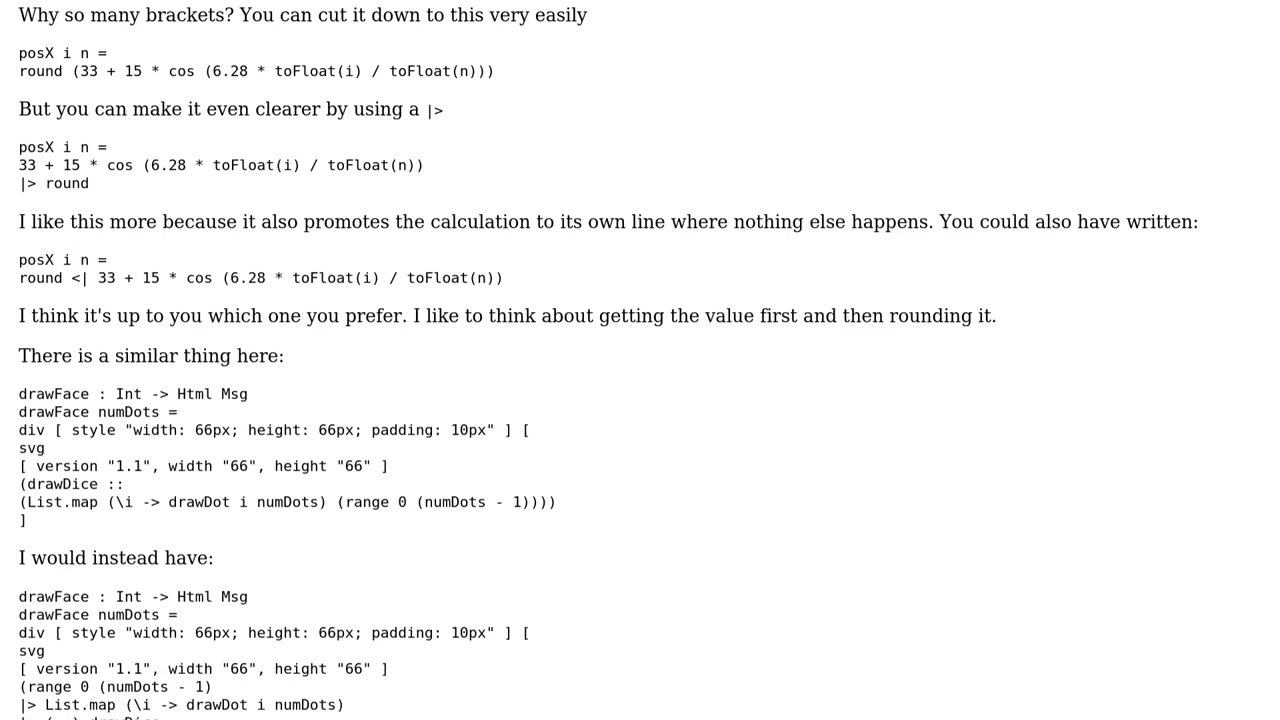 Why so many brackets? You can cut it down to this very easily
posX i n =
round (33 + 15 * cos (6.28 * toFloat(i) / toFloat(n)))
But you can make it even clearer by using a |>
posX i n =
33 + 15 * cos (6.28 * toFloat(i) / toFloat(n))
|> round
I like this more because it also promotes the calculation to its own line where nothing else happens. You could also have written:
posX i n =
round <| 33 + 15 * cos (6.28 * toFloat(i) / toFloat(n))
I think it's up to you which one you prefer. I like to think about getting the value first and then rounding it.
There is a similar thing here:
drawFace : Int -> Html Msg
drawFace numDots =
div [ style "width: 66px; height: 66px; padding: 10px" ] [
svg
[ version "1.1", width "66", height "66" ]
(drawDice ::
(List.map (\i -> drawDot i numDots) (range 0 (numDots - 1))))
]
I would instead have:
drawFace : Int -> Html Msg
drawFace numDots =
div [ style "width: 66px; height: 66px; padding: 10px" ] [
svg
[ version "1.1", width "66", height "66" ]
(range 0 (numDots - 1)
|> List.map (\i -> drawDot i numDots)